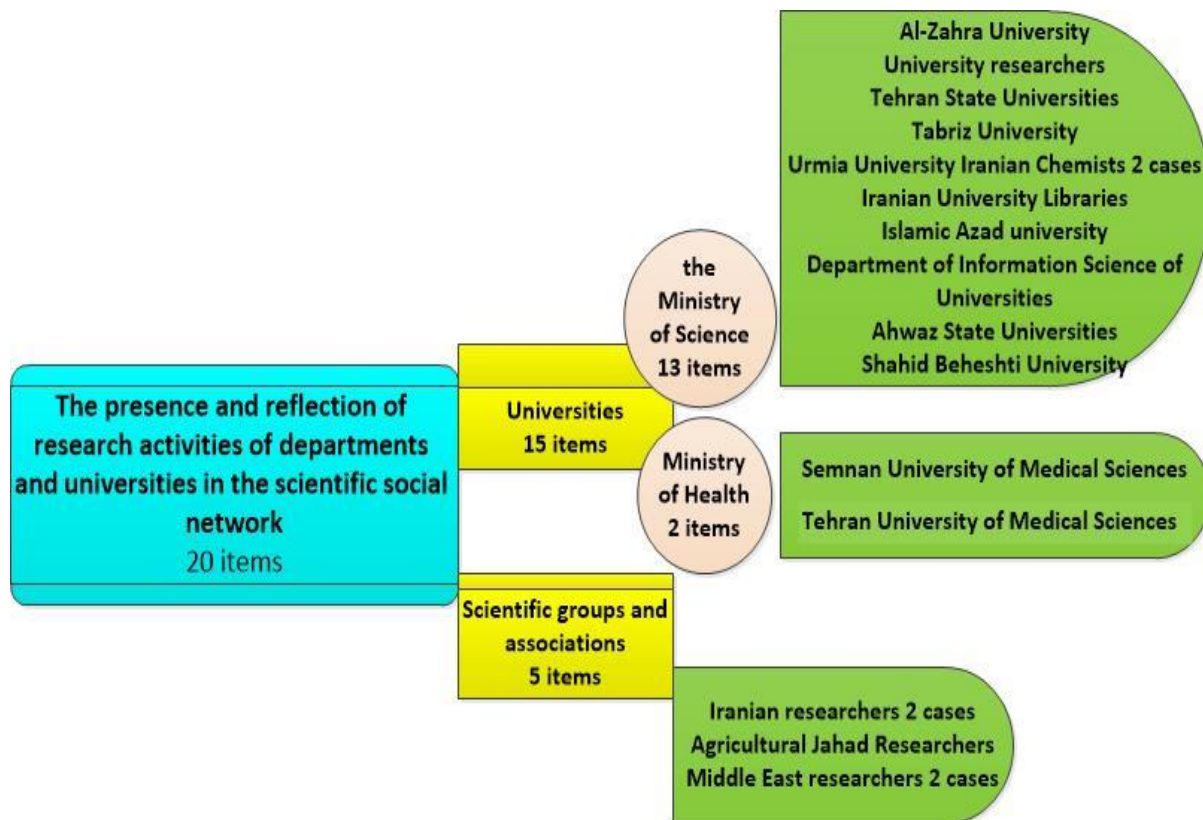 The presence and reflection of
research activities of departments
and universities in the scientific social
network
20 items
Universities
15 items
the
Ministry
of Science
13 items
Al-Zahra University
University researchers
Tehran State Universities
Tabriz University
Urmia University Iranian Chemists 2 cases
Iranian University Libraries
Islamic Azad university
Department of Information Science of
Universities
Ahwaz State Universities
Shahid Beheshti University
Ministry
of Health
2 items
Semnan University of Medical Sciences
Tehran University of Medical Sciences
Scientific groups and
associations
5 items
Iranian researchers 2 cases
Agricultural Jahad Researchers
Middle East researchers 2 cases